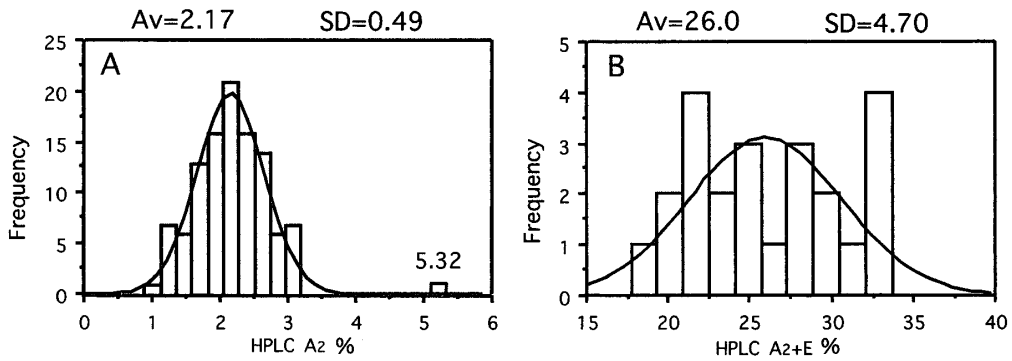 Av=2.17 SD=0.49
A
25
20
15
10
5
0
Frequency
5.32
0 1 2 3 4 5 6
HPLC A2 %
Av=26.0 SD=4.70
B
5
4
3
2
1
0
Frequency
15 20 25 30 35 40
HPLC A2+E %